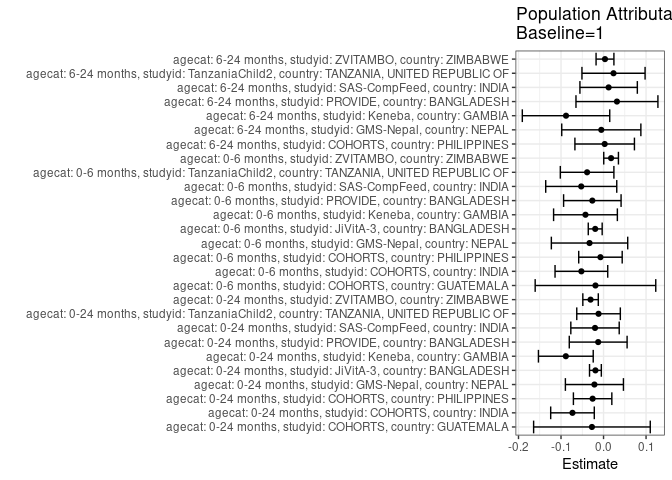 Population Attributa
Baseline=1
agecat: 6-24 months, studyid: ZVITAMBO, country: ZIMBABWE
agecat: 6-24 months, studyid: TanzaniaChild2, country: TANZANIA, UNITED REPUBLIC OF
agecat: 6-24 months, studyid: SAS-CompFeed, country: INDIA
agecat: 6-24 months, studyid: PROVIDE, country: BANGLADESH
agecat: 6-24 months, studyid: Keneba, country: GAMBIA
agecat: 6-24 months, studyid: GMS-Nepal, country: NEPAL
agecat: 6-24 months, studyid: COHORTS, country: PHILIPPINES
agecat: 0-6 months, studyid: ZVITAMBO, country: ZIMBABWE
agecat: 0-6 months, studyid: TanzaniaChild2, country: TANZANIA, UNITED REPUBLIC OF
agecat: 0-6 months, studyid: SAS-CompFeed, country: INDIA
agecat: 0-6 months, studyid: PROVIDE, country: BANGLADESH
agecat: 0-6 months, studyid: Keneba, country: GAMBIA
agecat: 0-6 months, studyid: JiVitA-3, country: BANGLADESH
agecat: 0-6 months, studyid: GMS-Nepal, country: NEPAL
agecat: 0-6 months, studyid: COHORTS, country: PHILIPPINES
agecat: 0-6 months, studyid: COHORTS, country: INDIA
agecat: 0-6 months, studyid: COHORTS, country: GUATEMALA
agecat: 0-24 months, studyid: ZVITAMBO, country: ZIMBABWE
agecat: 0-24 months, studyid: TanzaniaChild2, country: TANZANIA, UNITED REPUBLIC OF
agecat: 0-24 months, studyid: SAS-CompFeed, country: INDIA
agecat: 0-24 months, studyid: PROVIDE, country: BANGLADESH
agecat: 0-24 months, studyid: Keneba, country: GAMBIA
agecat: 0-24 months, studyid: JiVitA-3, country: BANGLADESH
agecat: 0-24 months, studyid: GMS-Nepal, country: NEPAL
agecat: 0-24 months, studyid: COHORTS, country: PHILIPPINES
agecat: 0-24 months, studyid: COHORTS, country: INDIA
agecat: 0-24 months, studyid: COHORTS, country: GUATEMALA
-0.2 -0.1 0.0 0.1
Estimate